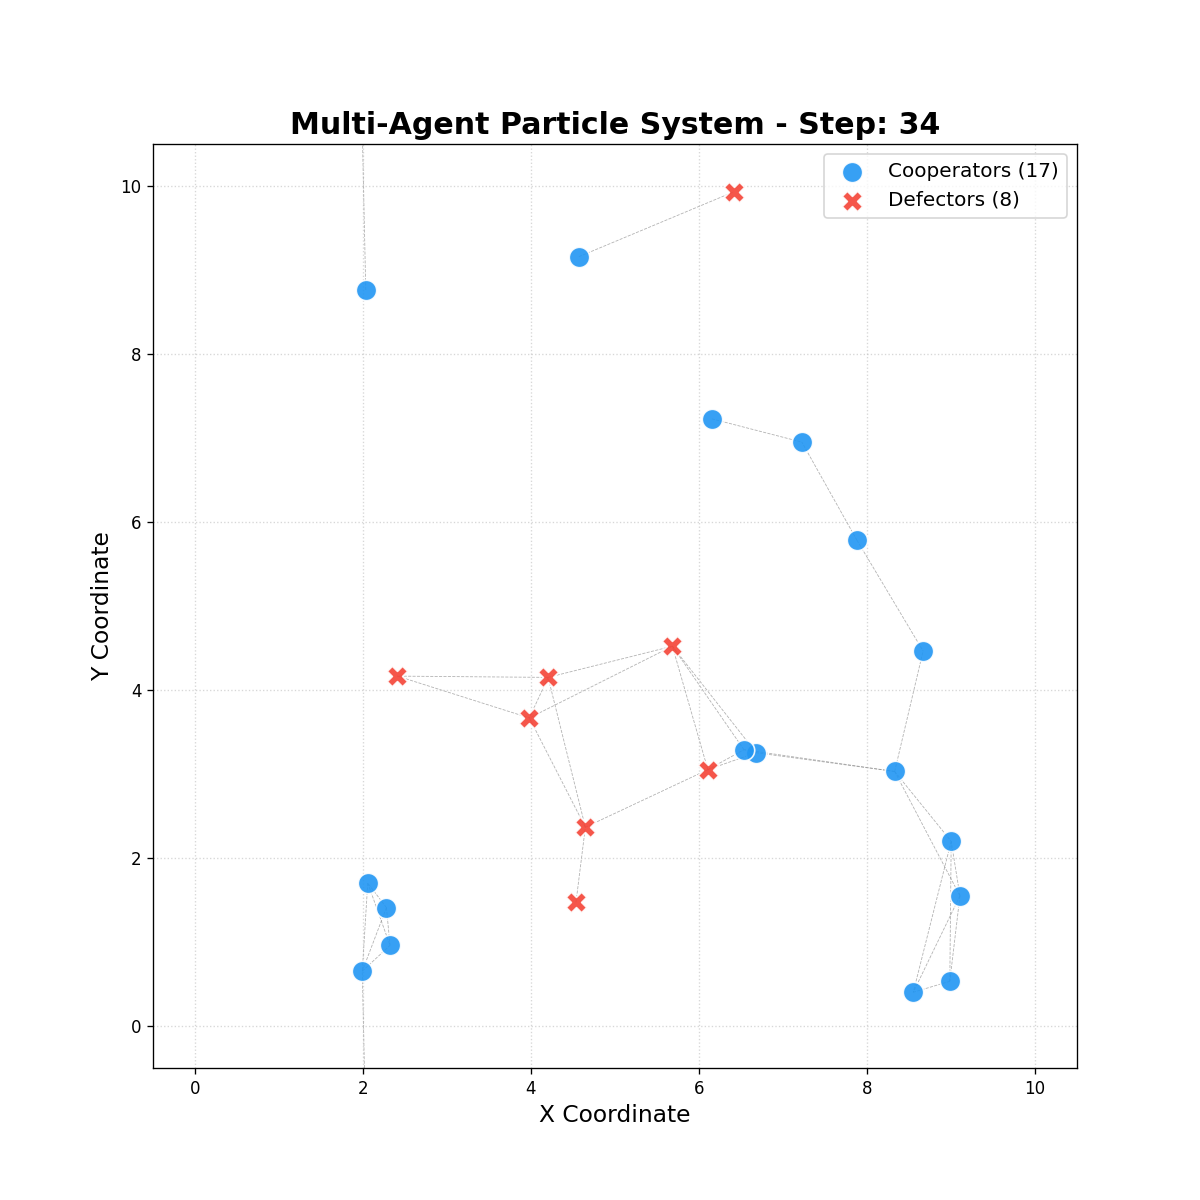 Multi-Agent Particle System - Step: 34
Cooperators (17)
Defectors (8)
10
8
6
4
2
0
Y Coordinate
0 2 4 6 8 10
X Coordinate